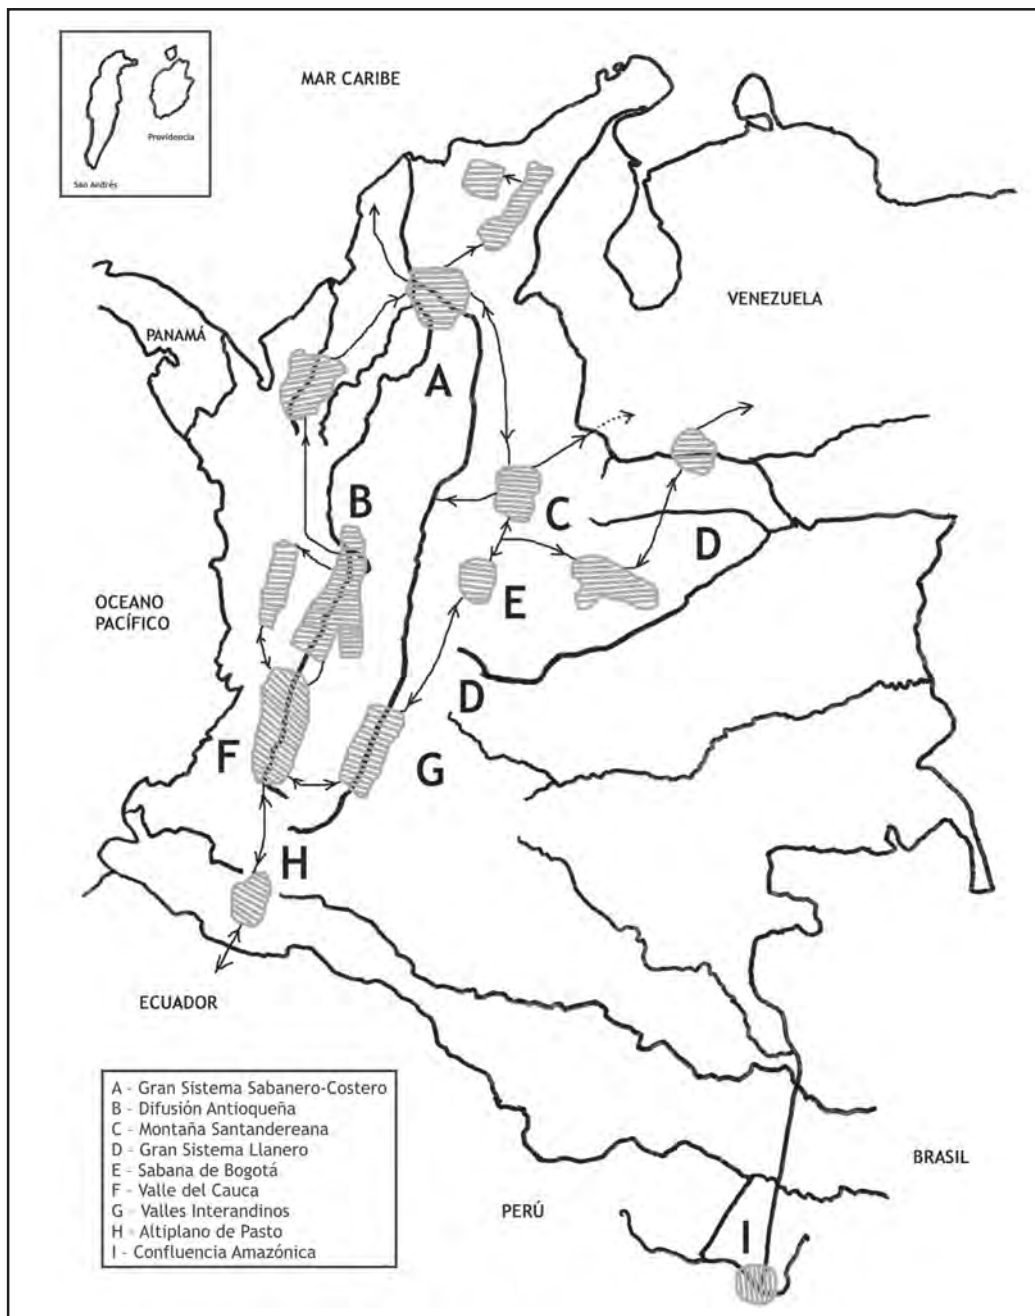 MAR CARIBE
Providencia
San Andrés
VENEZUELA
PANAMÁ
A
B
C
D
E
OCEANO
PACÍFICO
D
F
G
H
ECUADOR
A - Gran Sistema Sabanero-Costero
B - Difusión Antioqueña
C - Montaña Santandereana
D - Gran Sistema Llanero
E - Sabana de Bogotá
F - Valle del Cauca
G - Valles Interandinos
H - Altiplano de Pasto
I - Confluencia Amazónica
BRASIL
PERÚ
I